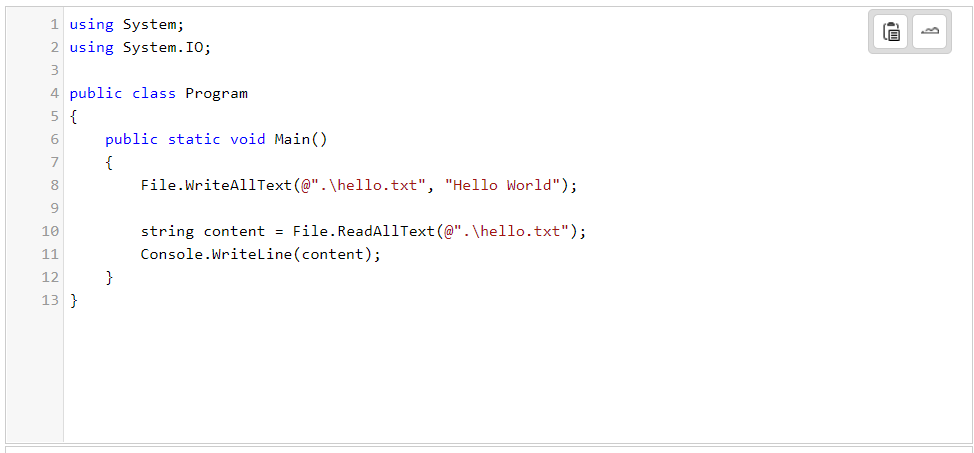 1 using System;
2 using System.IO;
3
4 public class Program
5 {
6     public static void Main()
7     {
8         File.WriteAllText(@".\hello.txt", "Hello World");
9
10         string content = File.ReadAllText(@".\hello.txt");
11         Console.WriteLine(content);
12     }
13 }